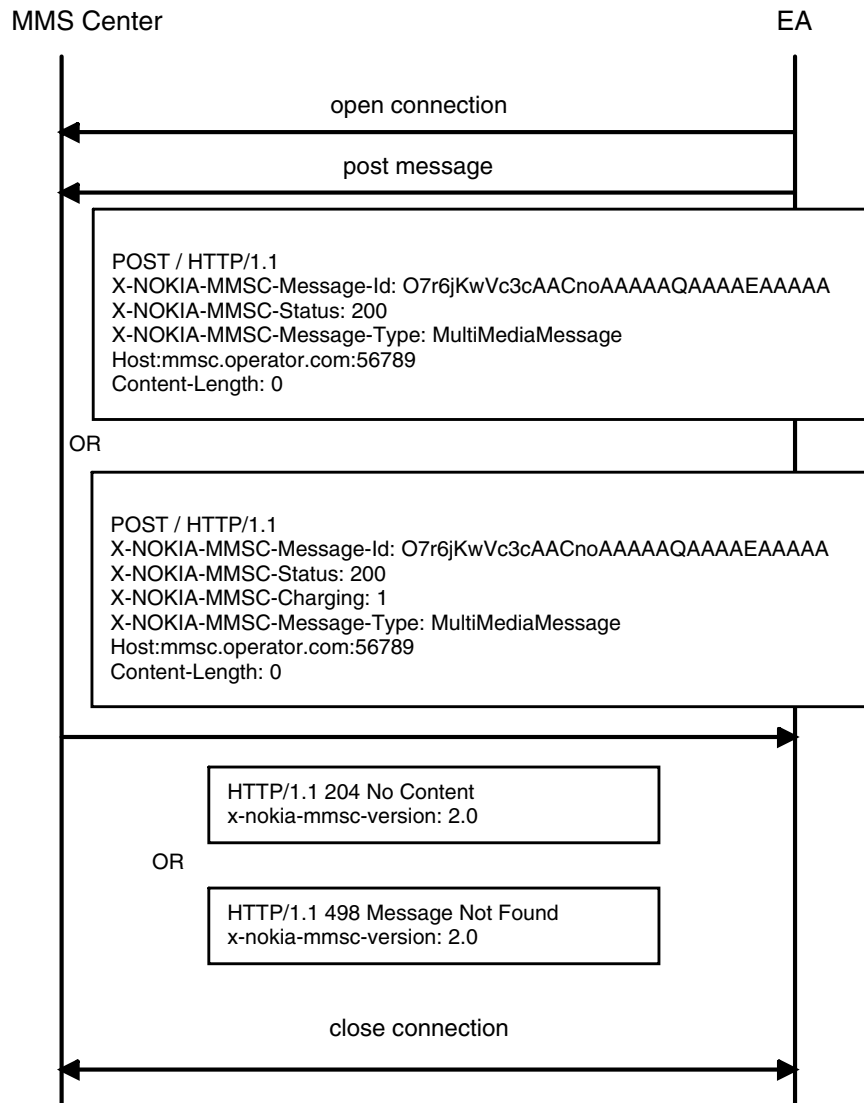 MMS Center
EA
open connection
post message
POST / HTTP/1.1
X-NOKIA-MMSC-Message-Id: O7r6jKwVc3cAACnoAAAAAQAAAAEAAAAA
X-NOKIA-MMSC-Status: 200
X-NOKIA-MMSC-Message-Type: MultiMediaMessage
Host:mmsc.operator.com:56789
Content-Length: 0
OR
POST / HTTP/1.1
X-NOKIA-MMSC-Message-Id: O7r6jKwVc3cAACnoAAAAAQAAAAEAAAAA
X-NOKIA-MMSC-Status: 200
X-NOKIA-MMSC-Charging: 1
X-NOKIA-MMSC-Message-Type: MultiMediaMessage
Host:mmsc.operator.com:56789
Content-Length: 0
HTTP/1.1 204 No Content
x-nokia-mmsc-version: 2.0
OR
HTTP/1.1 498 Message Not Found
x-nokia-mmsc-version: 2.0
close connection